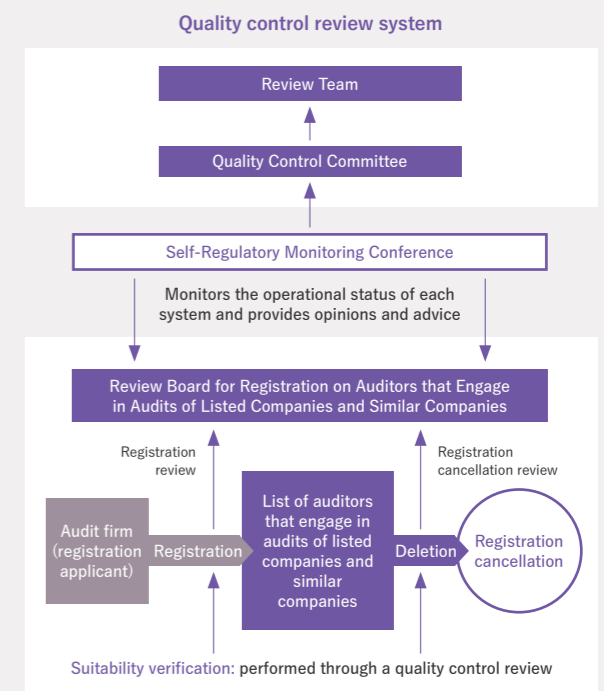 Quality control review system
Review Team
Quality Control Committee
Self-Regulatory Monitoring Conference
Monitors the operational status of each
system and provides opinions and advice
Review Board for Registration on Auditors that Engage
in Audits of Listed Companies and Similar Companies
Registration
review
Registration
cancellation review
Audit firm
(registration
applicant)
Registration
List of auditors
that engage in
audits of listed
companies and
similar
companies
Deletion
Registration
cancellation
Suitability verification: performed through a quality control review